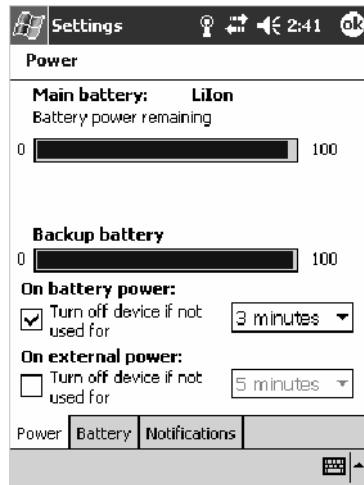 Settings 2:41 ok
Power
Main battery: LiIon
Battery power remaining
0 100
Backup battery
0 100
On battery power:
Turn off device if not
used for
3 minutes
On external power:
Turn off device if not
used for
5 minutes
Power Battery Notifications